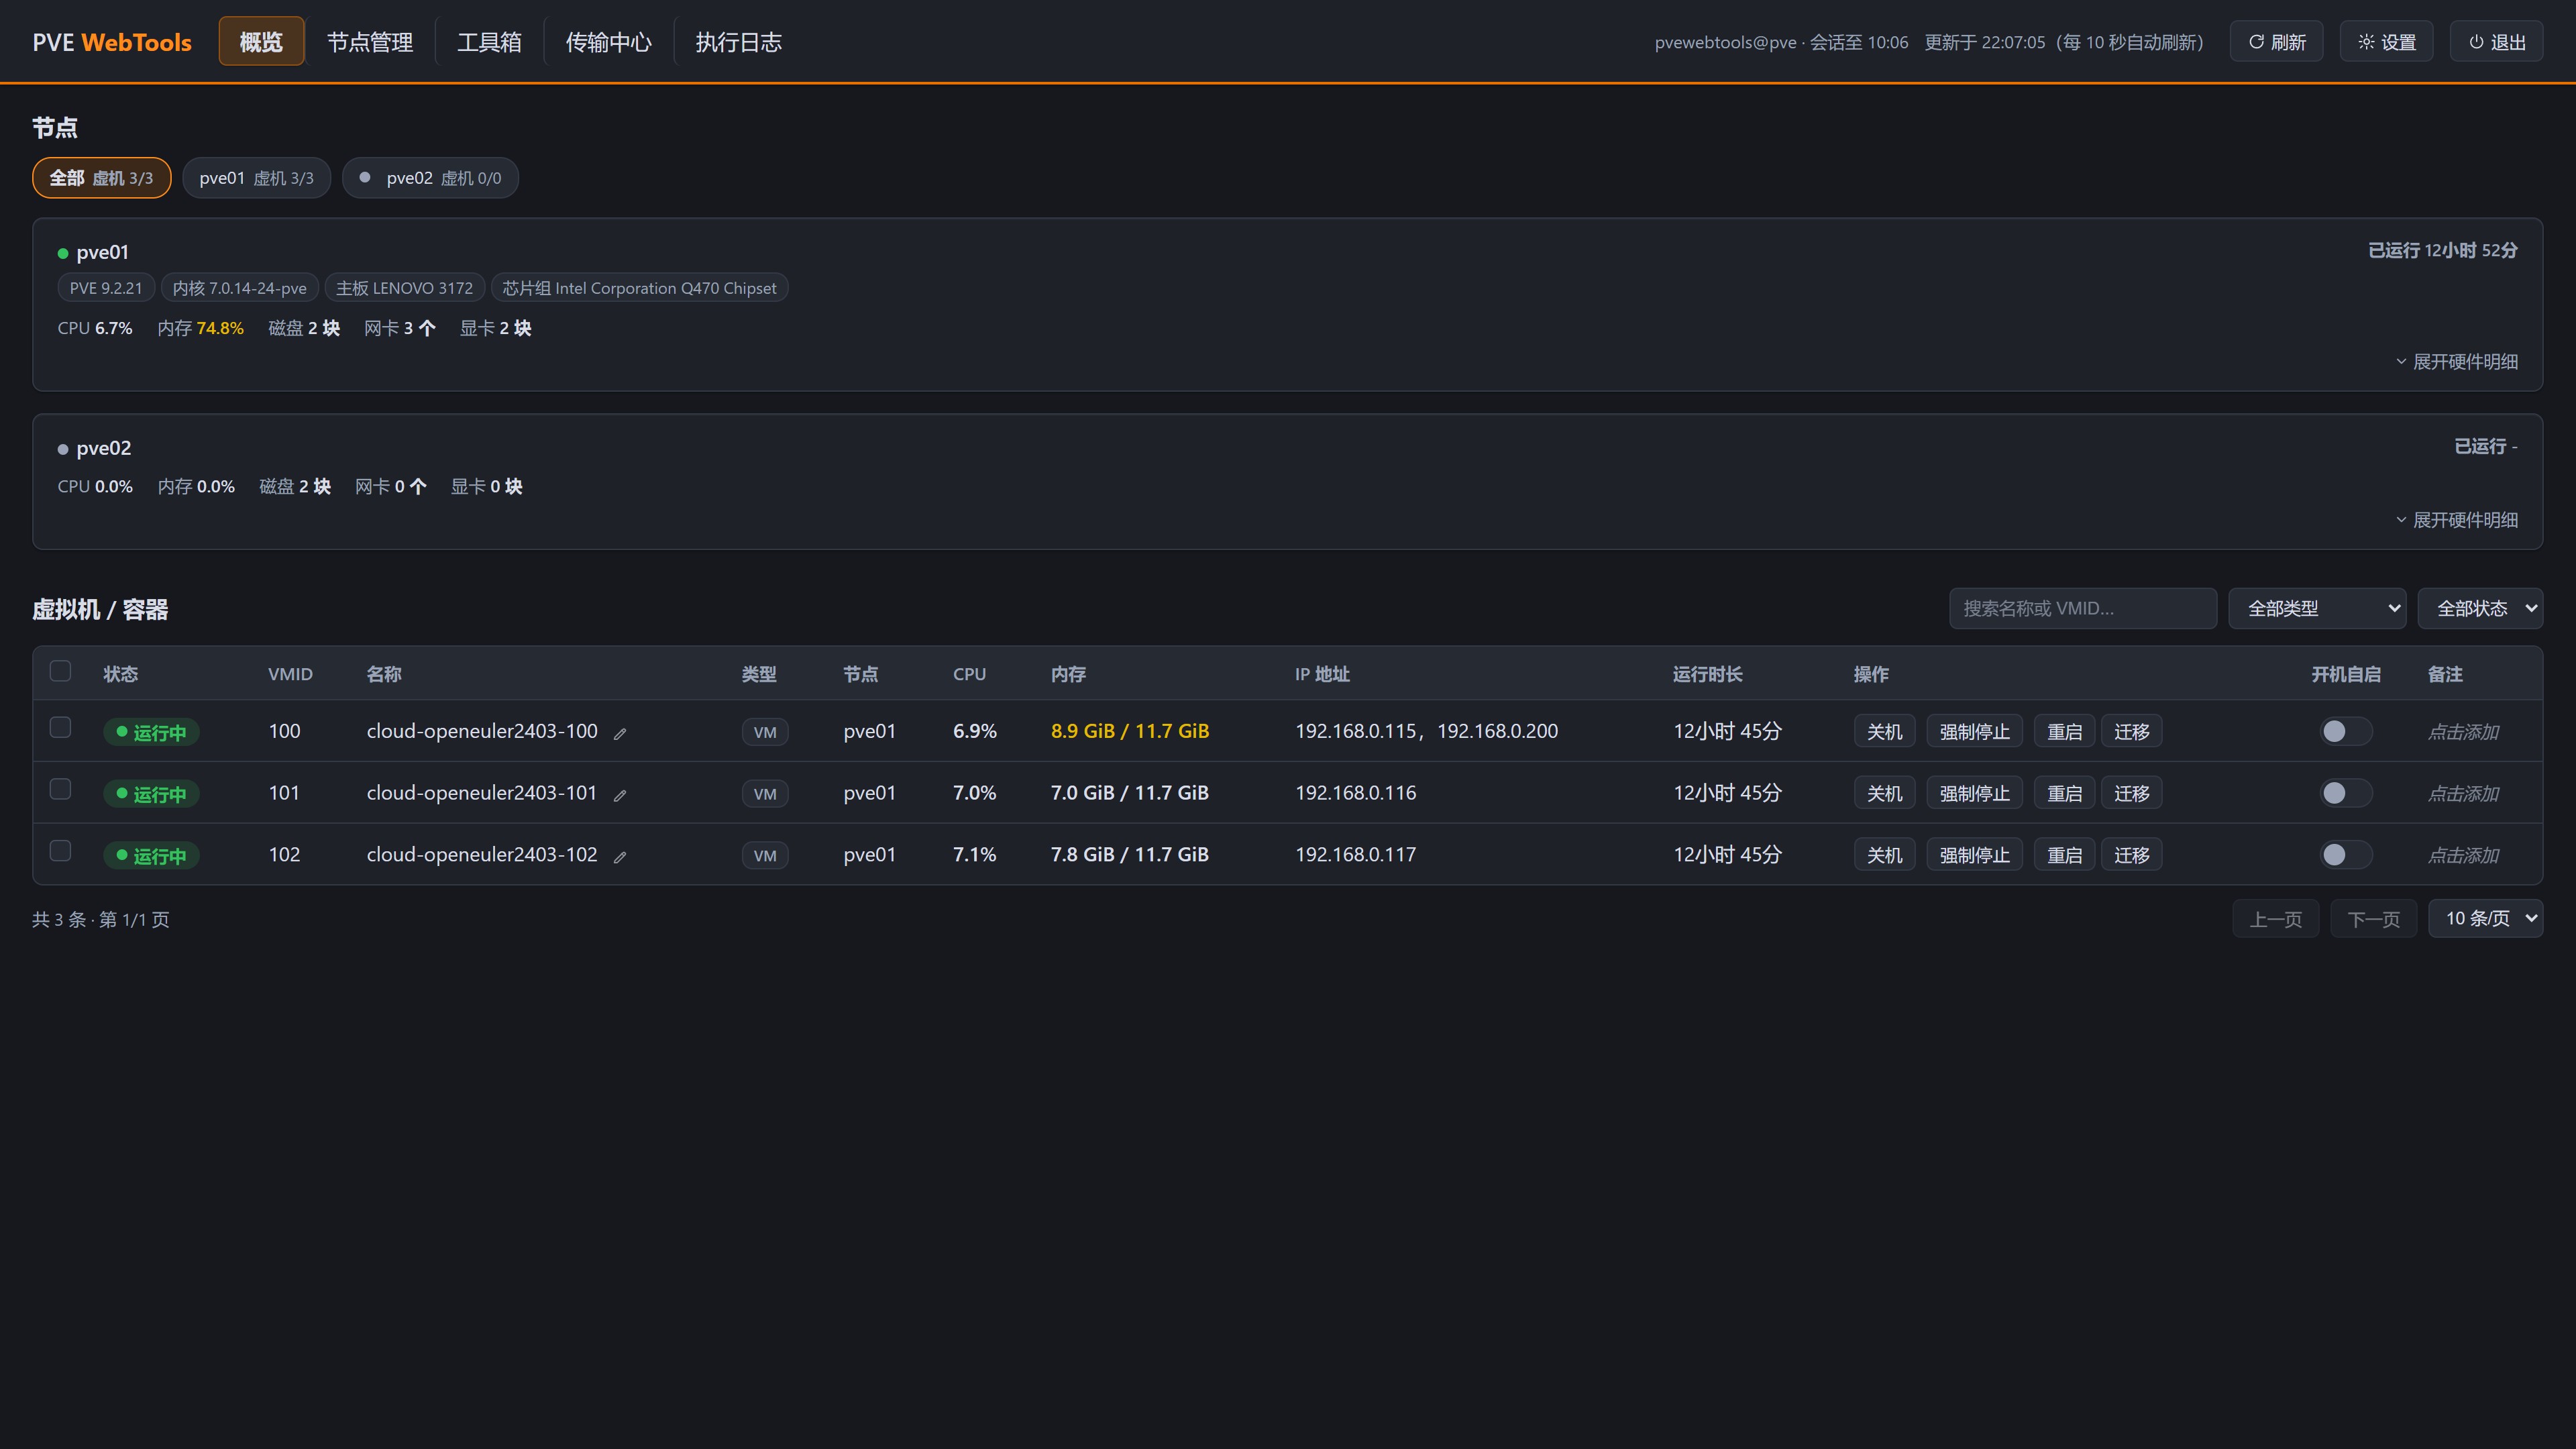 PVE WebTools 概览 节点管理 工具箱 传输中心 执行日志 pvewebtools@pve · 会话至 10:06 更新于 22:07:05（每 10 秒自动刷新） 刷新 设置 退出
节点
全部 虚机 3/3 pve01 虚机 3/3 pve02 虚机 0/0
pve01 已运行 12小时 52分
PVE 9.2.21 内核 7.0.14-24-pve 主板 LENOVO 3172 芯片组 Intel Corporation Q470 Chipset
CPU 6.7% 内存 74.8% 磁盘 2 块 网卡 3 个 显卡 2 块
展开硬件明细
pve02 已运行 -
CPU 0.0% 内存 0.0% 磁盘 2 块 网卡 0 个 显卡 0 块
展开硬件明细
虚拟机 / 容器 搜索名称或 VMID... 全部类型 全部状态
状态 VMID 名称 类型 节点 CPU 内存 IP 地址 运行时长 操作 开机自启 备注
运行中 100 cloud-openeuler2403-100 VM pve01 6.9% 8.9 GiB / 11.7 GiB 192.168.0.115，192.168.0.200 12小时 45分 关机 强制停止 重启 迁移 点击添加
运行中 101 cloud-openeuler2403-101 VM pve01 7.0% 7.0 GiB / 11.7 GiB 192.168.0.116 12小时 45分 关机 强制停止 重启 迁移 点击添加
运行中 102 cloud-openeuler2403-102 VM pve01 7.1% 7.8 GiB / 11.7 GiB 192.168.0.117 12小时 45分 关机 强制停止 重启 迁移 点击添加
共 3 条 · 第 1/1 页 上一页 下一页 10 条/页